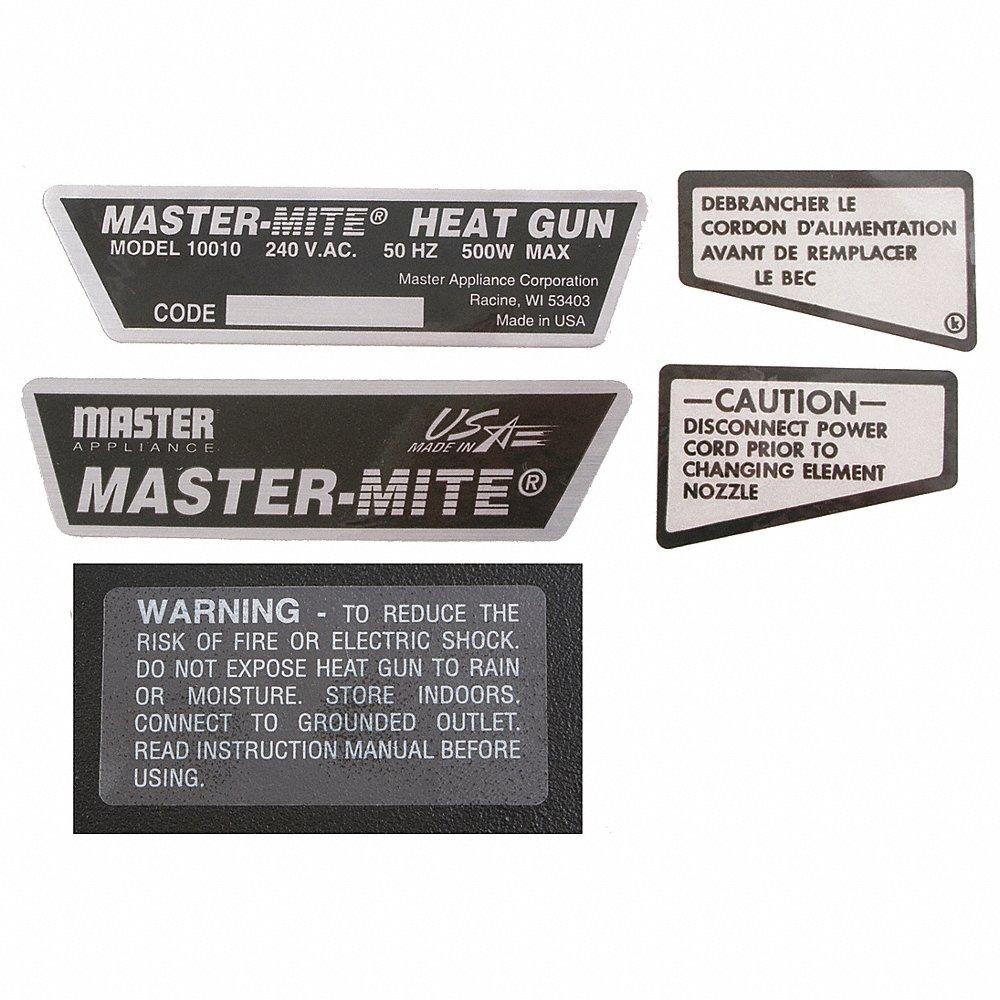 MASTER-MITE® HEAT GUN
MODEL 10010 240 V.AC. 50 HZ 500W MAX
Master Appliance Corporation
Racine, WI 53403
CODE
Made in USA
DEBRANCHER LE
CORDON D'ALIMENTATION
AVANT DE REMPLACER
LE BEC
k
MASTER
APPLIANCE
USA
MADE IN
MASTER-MITE®
—CAUTION—
DISCONNECT POWER
CORD PRIOR TO
CHANGING ELEMENT
NOZZLE
WARNING - TO REDUCE THE
RISK OF FIRE OR ELECTRIC SHOCK.
DO NOT EXPOSE HEAT GUN TO RAIN
OR MOISTURE. STORE INDOORS.
CONNECT TO GROUNDED OUTLET.
READ INSTRUCTION MANUAL BEFORE
USING.